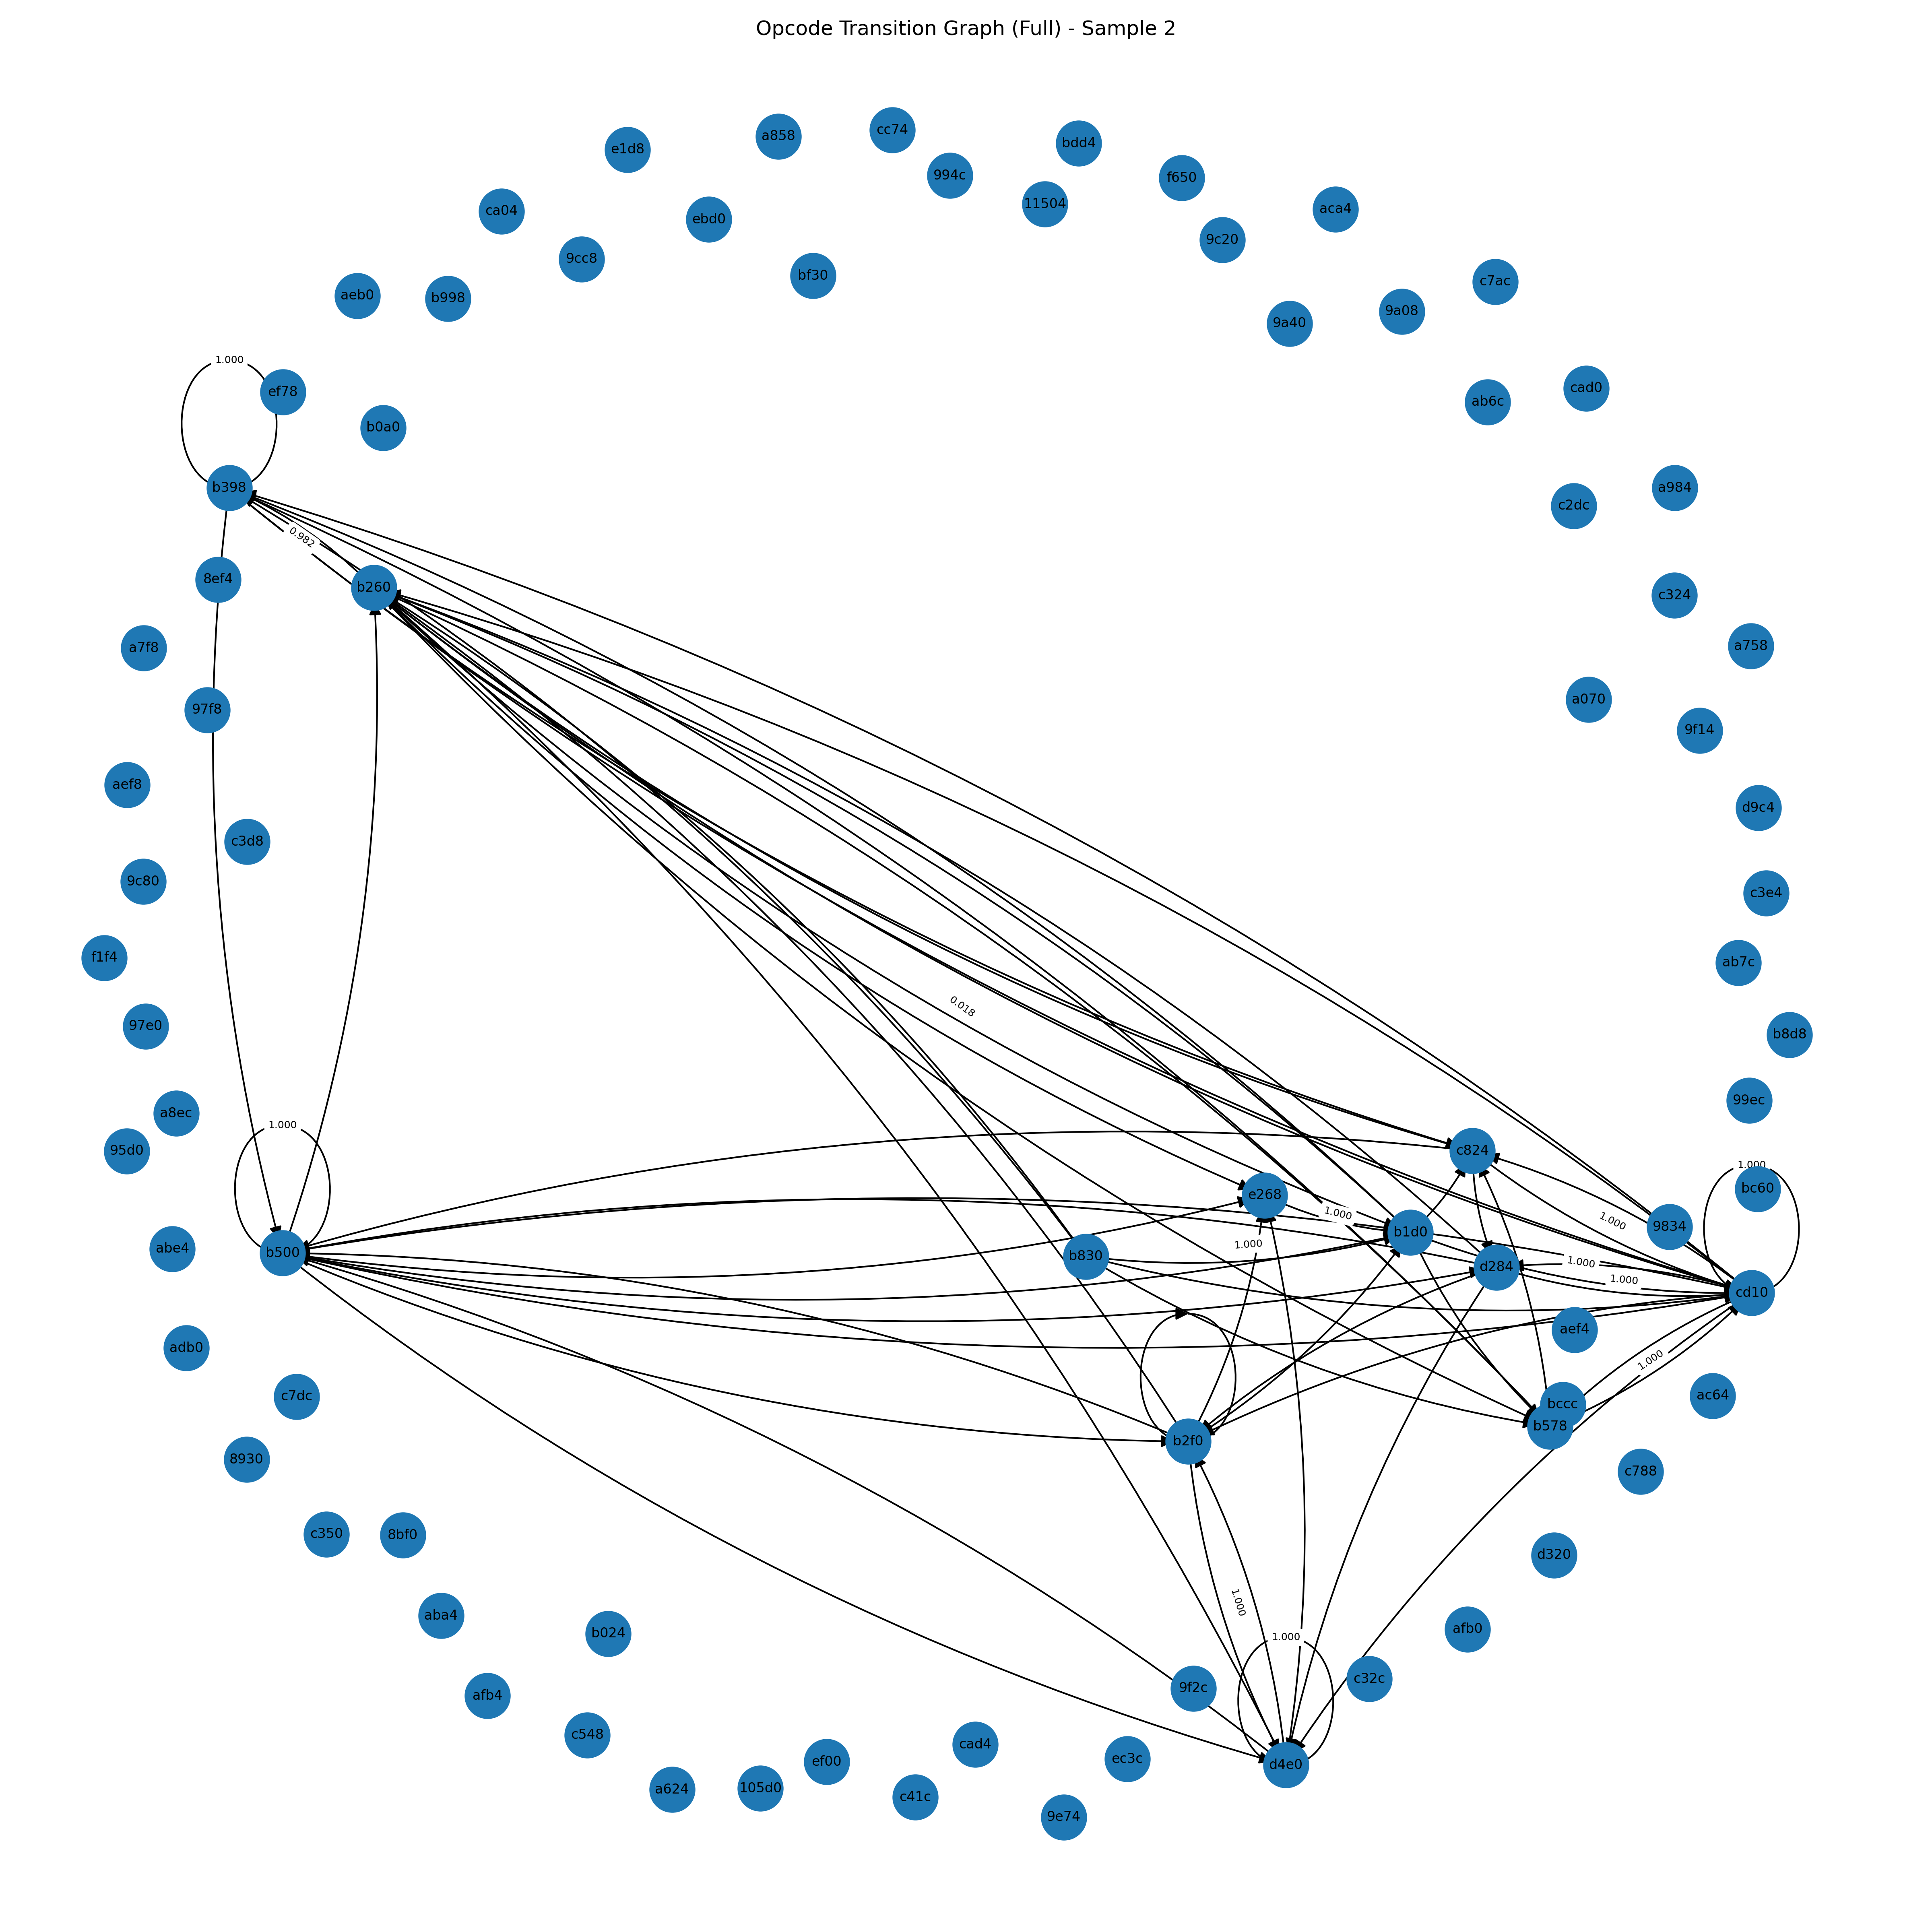 Opcode Transition Graph (Full) - Sample 2
cc74
a858
bdd4
e1d8
994c
f650
11504
aca4
ca04
ebd0
9c20
9cc8
bf30
c7ac
aeb0
b998
9a08
9a40
1.000
cad0
ef78
ab6c
b0a0
b398
a984
c2dc
0.982
8ef4
b260
c324
a758
a7f8
a070
97f8
9f14
aef8
d9c4
c3d8
9c80
c3e4
f1f4
ab7c
0.018
97e0
b8d8
99ec
a8ec
1.000
95d0
c824
1.000
bc60
e268
1.000
1.000
9834
b1d0
1.000
abe4
b500
b830
1.000
d284
1.000
cd10
aef4
adb0
1.000
c7dc
ac64
bccc
b578
b2f0
8930
c788
c350
8bf0
d320
1.000
aba4
afb0
b024
1.000
c32c
9f2c
afb4
c548
cad4
ec3c
ef00
d4e0
a624
105d0
c41c
9e74